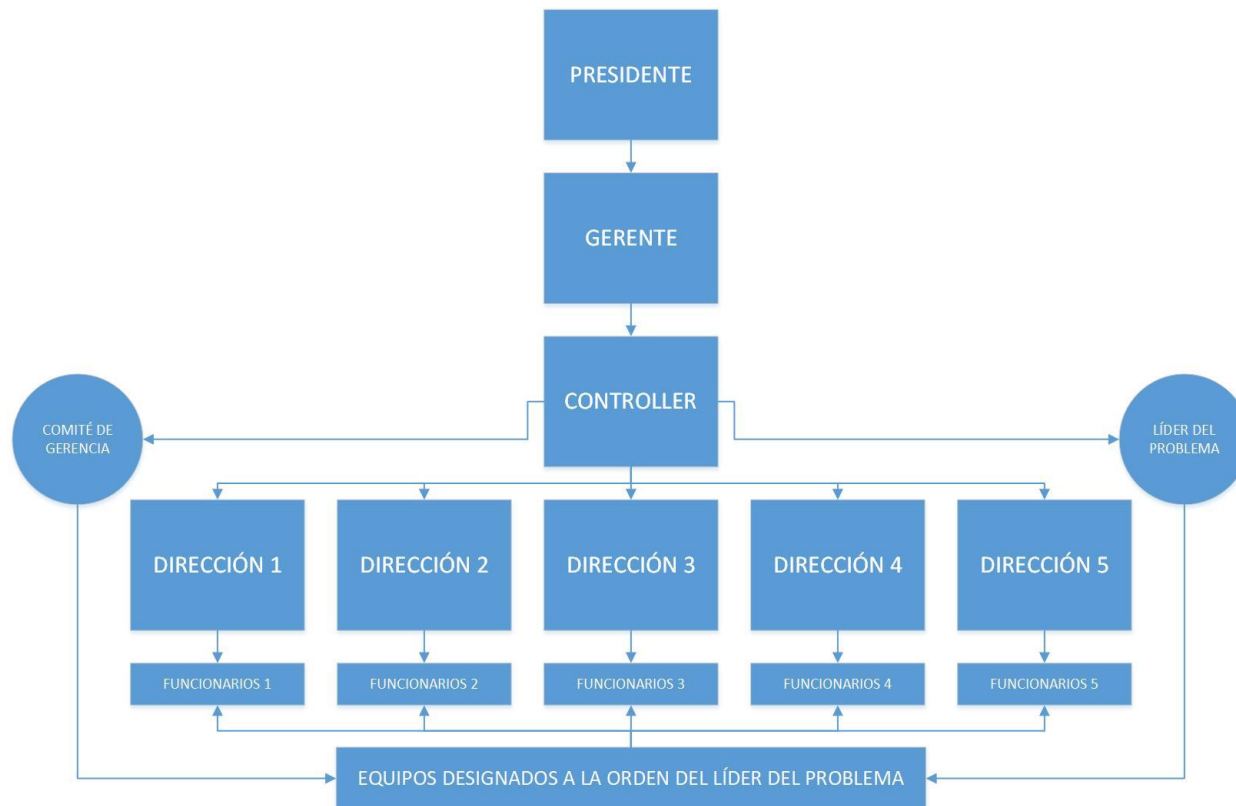 PRESIDENTE
GERENTE
CONTROLLER
COMITÉ DE
GERENCIA
LÍDER DEL
PROBLEMA
DIRECCIÓN 1
DIRECCIÓN 2
DIRECCIÓN 3
DIRECCIÓN 4
DIRECCIÓN 5
FUNCIONARIOS 1
FUNCIONARIOS 2
FUNCIONARIOS 3
FUNCIONARIOS 4
FUNCIONARIOS 5
EQUIPOS DESIGNADOS A LA ORDEN DEL LÍDER DEL PROBLEMA